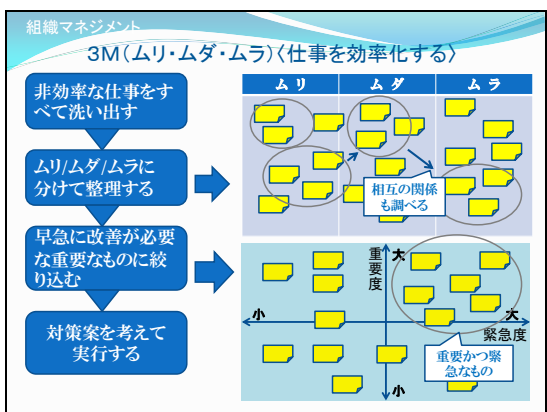 組織マネジメント
3M(ムリ・ムダ・ムラ)〈仕事を効率化する〉
非効率な仕事をす
べて洗い出す
ムリ/ムダ/ムラに
分けて整理する
早急に改善が必要
な重要なものに絞
り込む
対策案を考えて
実行する
ムリ
ムダ
ムラ
相互の関係
も調べる
重要度
大
小
小
大
緊急度
重要かつ緊
急なもの